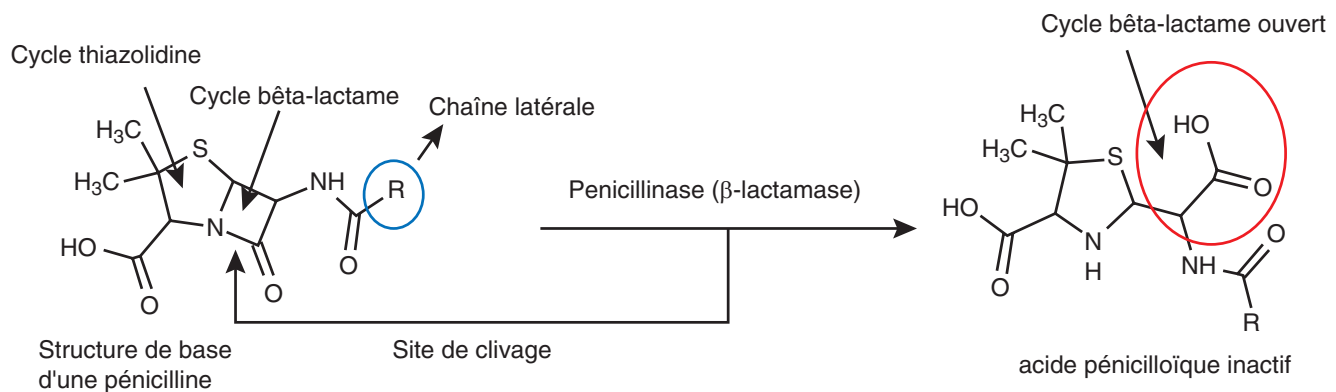 Cycle bêta-lactame ouvert
Cycle thiazolidine
Cycle bêta-lactame
Chaîne latérale
H₃C
S
H₃C
NH
R
N
HO
O
O
O
Penicillinase (β-lactamase)
H₃C
HO
H₃C
S
O
HO
O
N
H
NH
O
O
R
Structure de base
d'une pénicilline
Site de clivage
acide pénicilloïque inactif